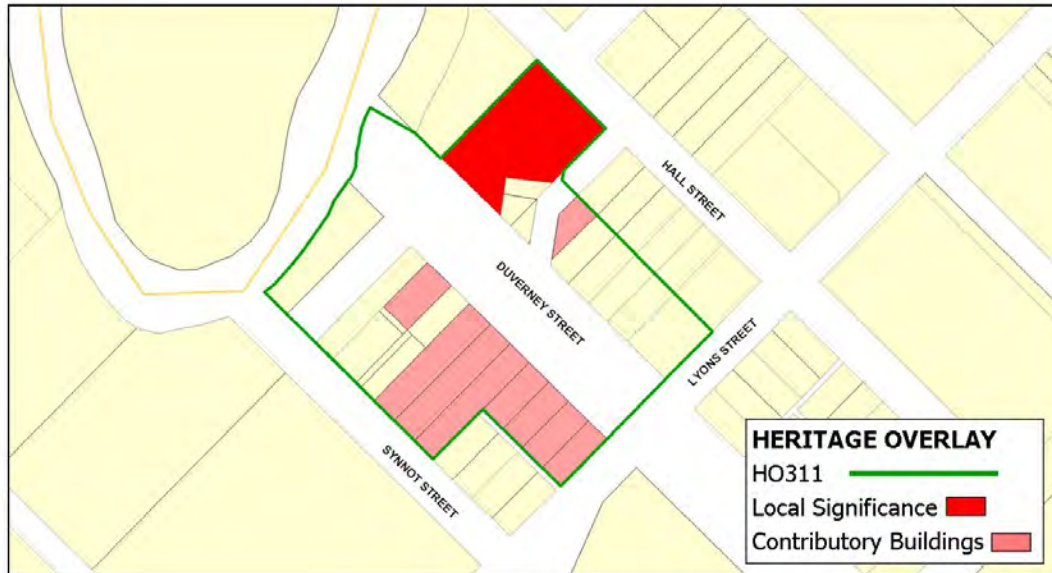 HALL STREET
DUVERNEY STREET
LYONS STREET
SYNNOT STREET
HERITAGE OVERLAY
HO311
Local Significance
Contributory Buildings